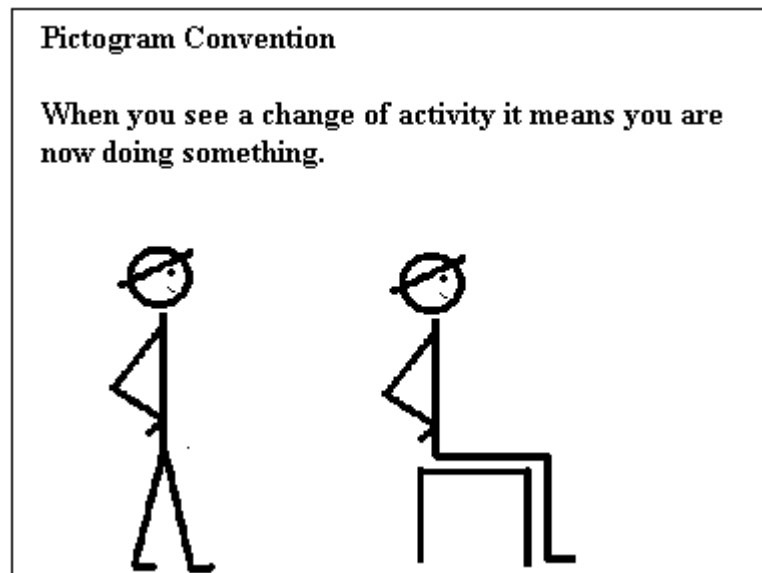 Pictogram Convention
When you see a change of activity it means you are
now doing something.